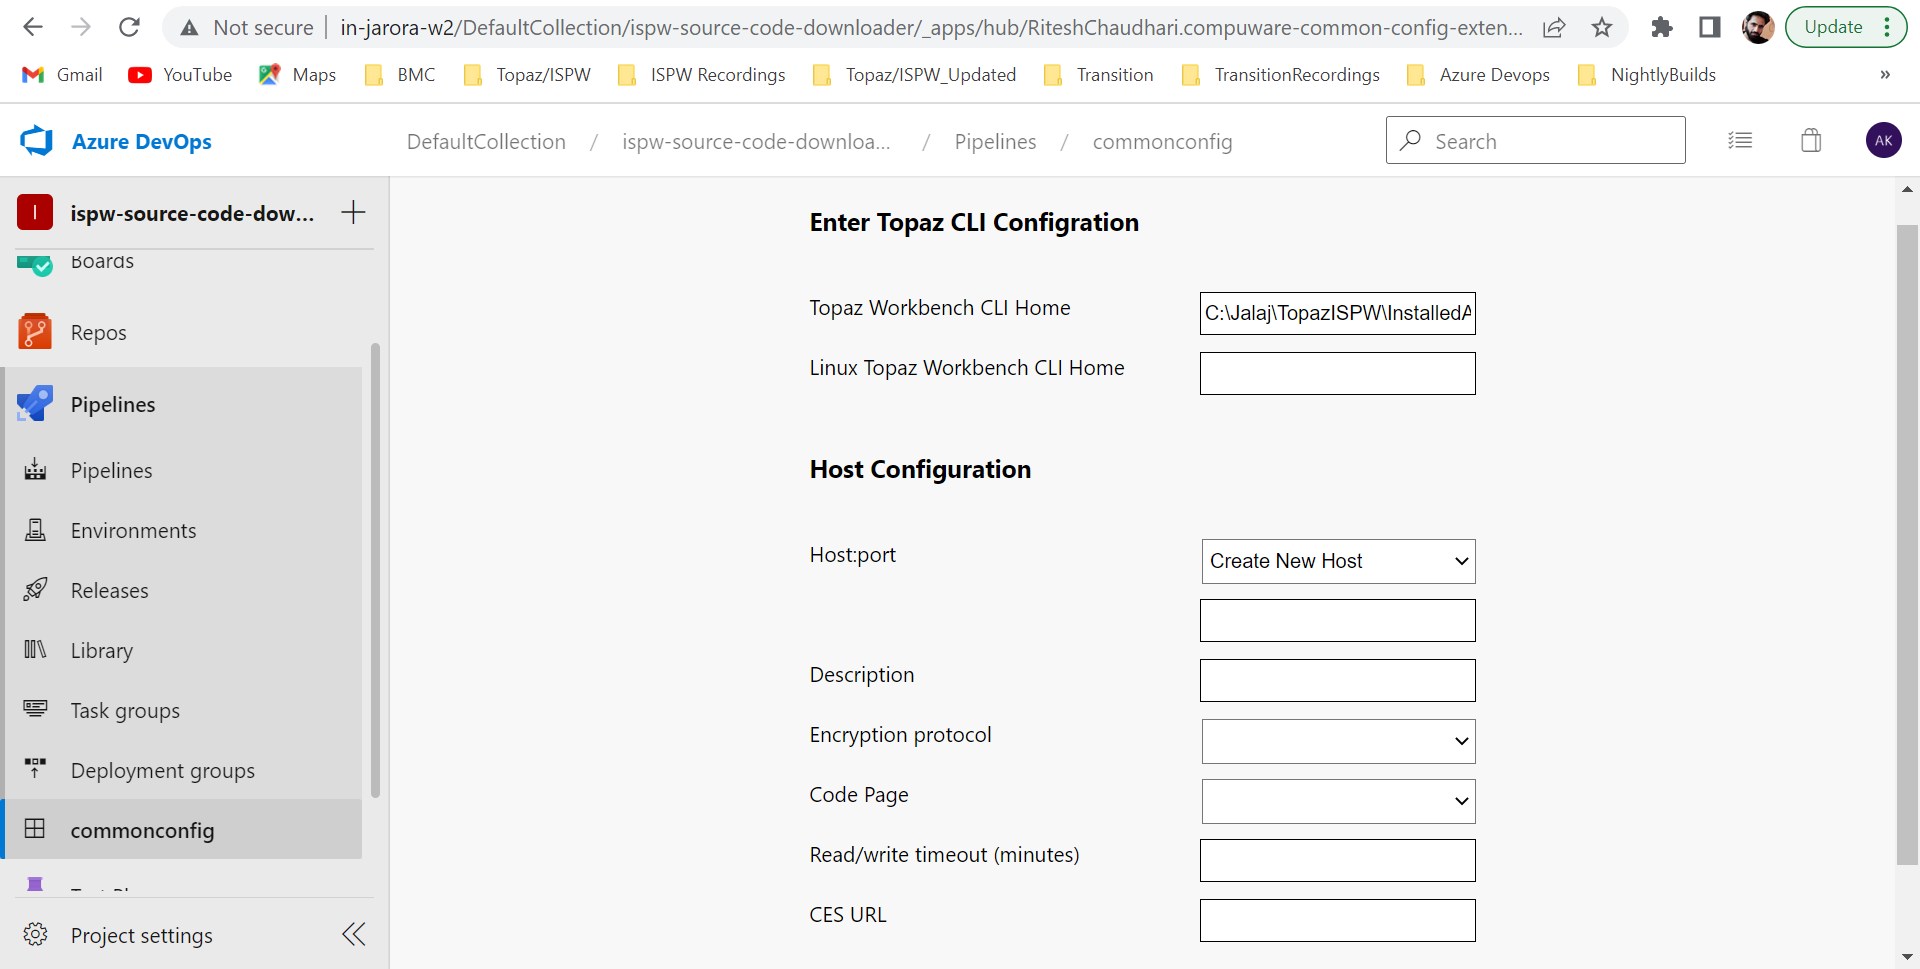 Not secure | in-jarora-w2/DefaultCollection/ispw-source-code-downloader/_apps/hub/RiteshChaudhari.compuware-common-config-exten... Update
Gmail YouTube Maps BMC Topaz/ISPW ISPW Recordings Topaz/ISPW_Updated Transition TransitionRecordings Azure Devops NightlyBuilds »
Azure DevOps DefaultCollection / ispw-source-code-downloa... / Pipelines / commonconfig Search AK
I ispw-source-code-dow... +
Boards
Repos
Pipelines
Pipelines
Environments
Releases
Library
Task groups
Deployment groups
commonconfig
Project settings
Enter Topaz CLI Configration
Topaz Workbench CLI Home C:\Jalaj\TopazISPW\InstalledA
Linux Topaz Workbench CLI Home
Host Configuration
Host:port Create New Host
Description
Encryption protocol
Code Page
Read/write timeout (minutes)
CES URL